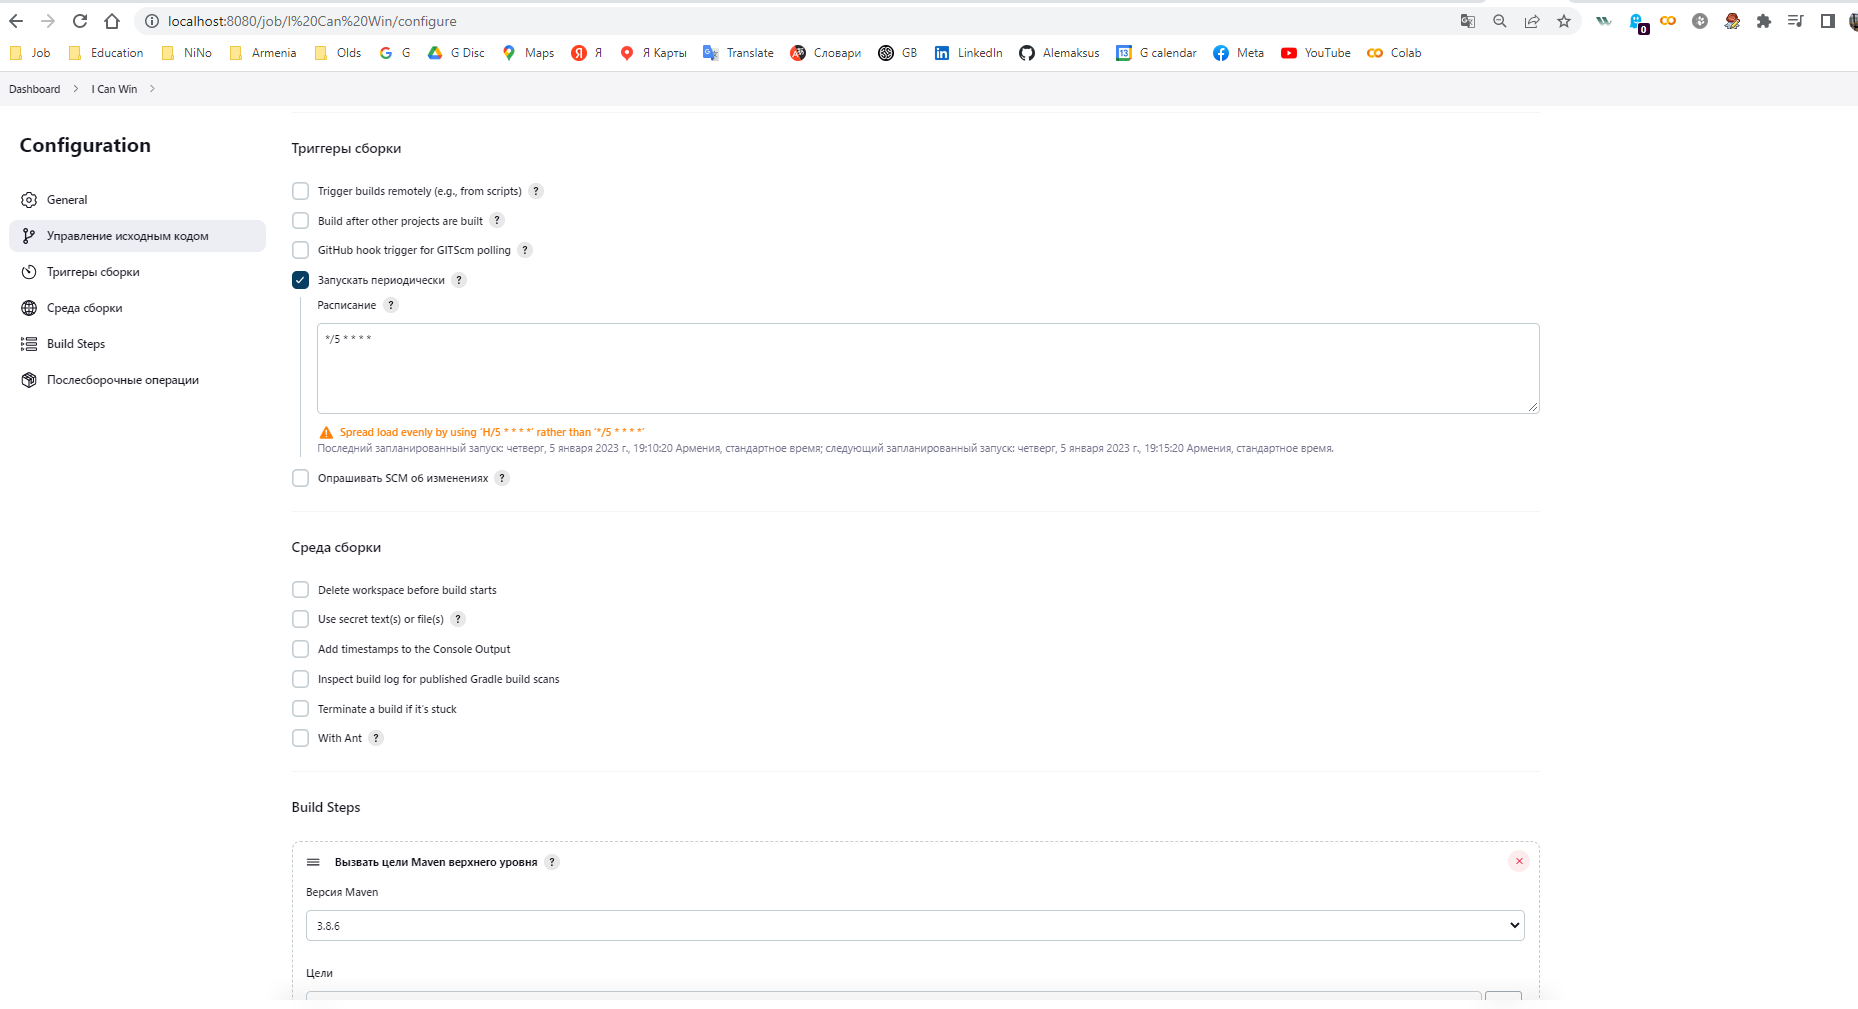 localhost:8080/job/I%20Can%20Win/configure
0
Job Education NiNo Armenia Olds G G Disc Maps Я Я Карты Translate Словари GB LinkedIn Alemaksus G calendar Meta YouTube Colab
Dashboard > I Can Win >
Configuration
General
Управление исходным кодом
Триггеры сборки
Среда сборки
Build Steps
Послесборочные операции
Триггеры сборки
Trigger builds remotely (e.g., from scripts) ?
Build after other projects are built ?
GitHub hook trigger for GITScm polling ?
Запускать периодически ?
Расписание ?
*/5 * * * *
Spread load evenly by using ‘H/5 * * * *’ rather than ‘*/5 * * * *’
Последний запланированный запуск: четверг, 5 января 2023 г., 19:10:20 Армения, стандартное время; следующий запланированный запуск: четверг, 5 января 2023 г., 19:15:20 Армения, стандартное время.
Опрашивать SCM об изменениях ?
Среда сборки
Delete workspace before build starts
Use secret text(s) or file(s) ?
Add timestamps to the Console Output
Inspect build log for published Gradle build scans
Terminate a build if it's stuck
With Ant ?
Build Steps
Вызвать цели Maven верхнего уровня ?
Версия Maven
3.8.6
Цели